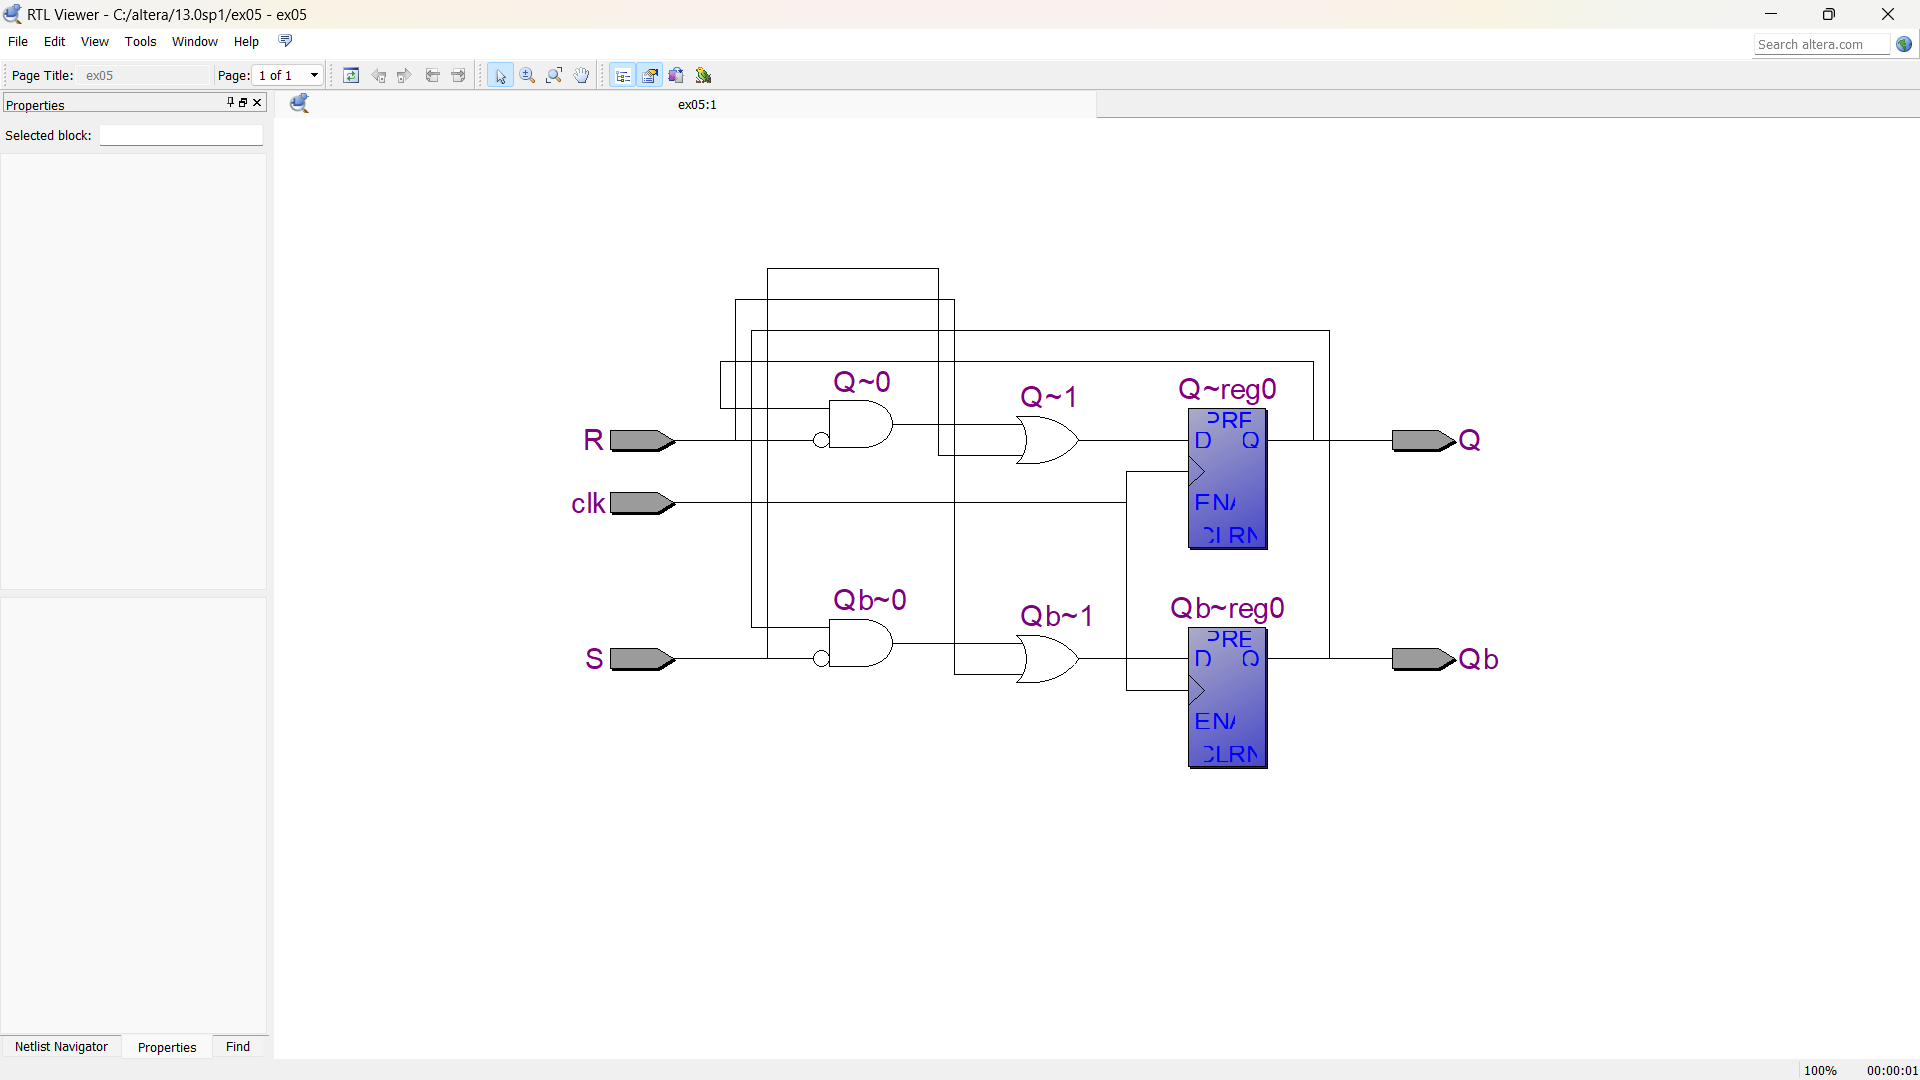 RTL Viewer - C:/altera/13.0sp1/ex05 - ex05
File Edit View Tools Window Help
Search altera.com
Page Title: ex05 Page: 1 of 1
Properties
ex05:1
Selected block:
Q~0
Q~1
Q~reg0
PRE
R
D Q
Q
clk
ENA
CLRN
Qb~0
Qb~1
Qb~reg0
PRE
S
D Q
Qb
ENA
CLRN
Netlist Navigator Properties Find
100% 00:00:01